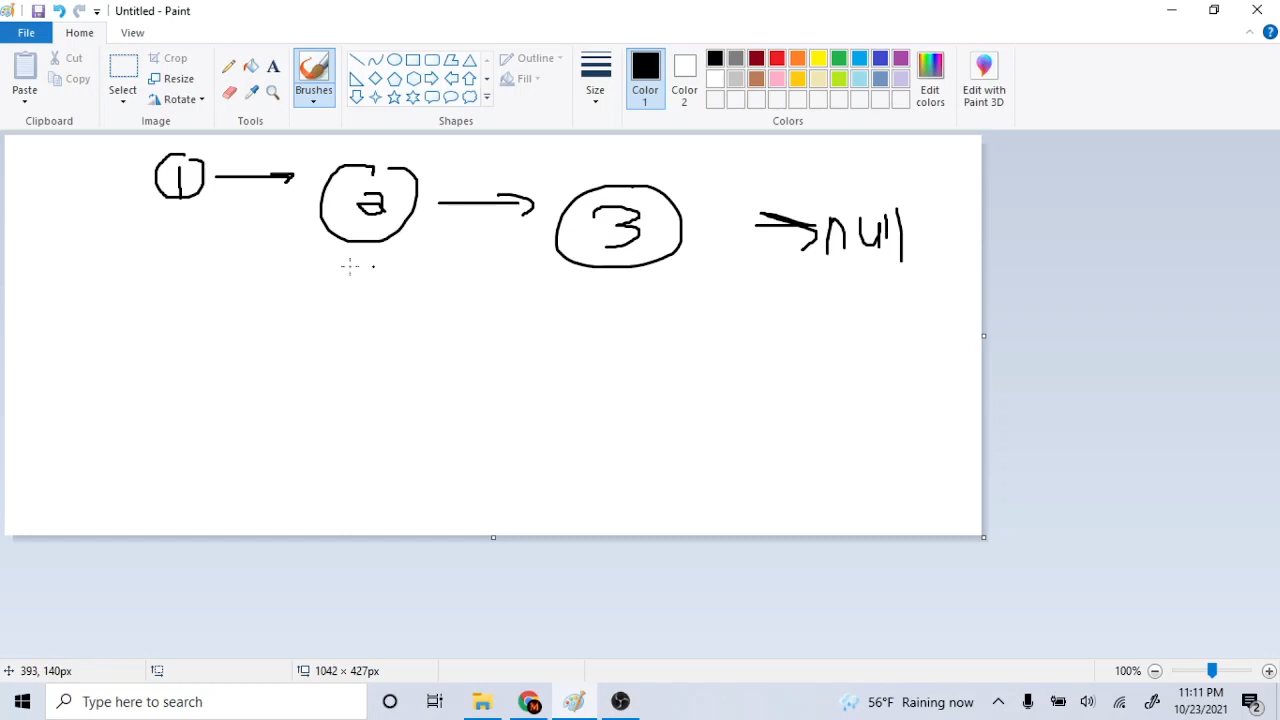 Untitled - Paint
File Home View
Paste Cut Copy Select Crop Resize Rotate A Brushes Outline Fill Size Color 1 Color 2 Edit colors Edit with Paint 3D ?
Clipboard Image Tools Shapes Colors
1 2 3 null
393, 140px 1042 × 427px 100%
Type here to search 56°F Raining now 11:11 PM
10/23/2021 2